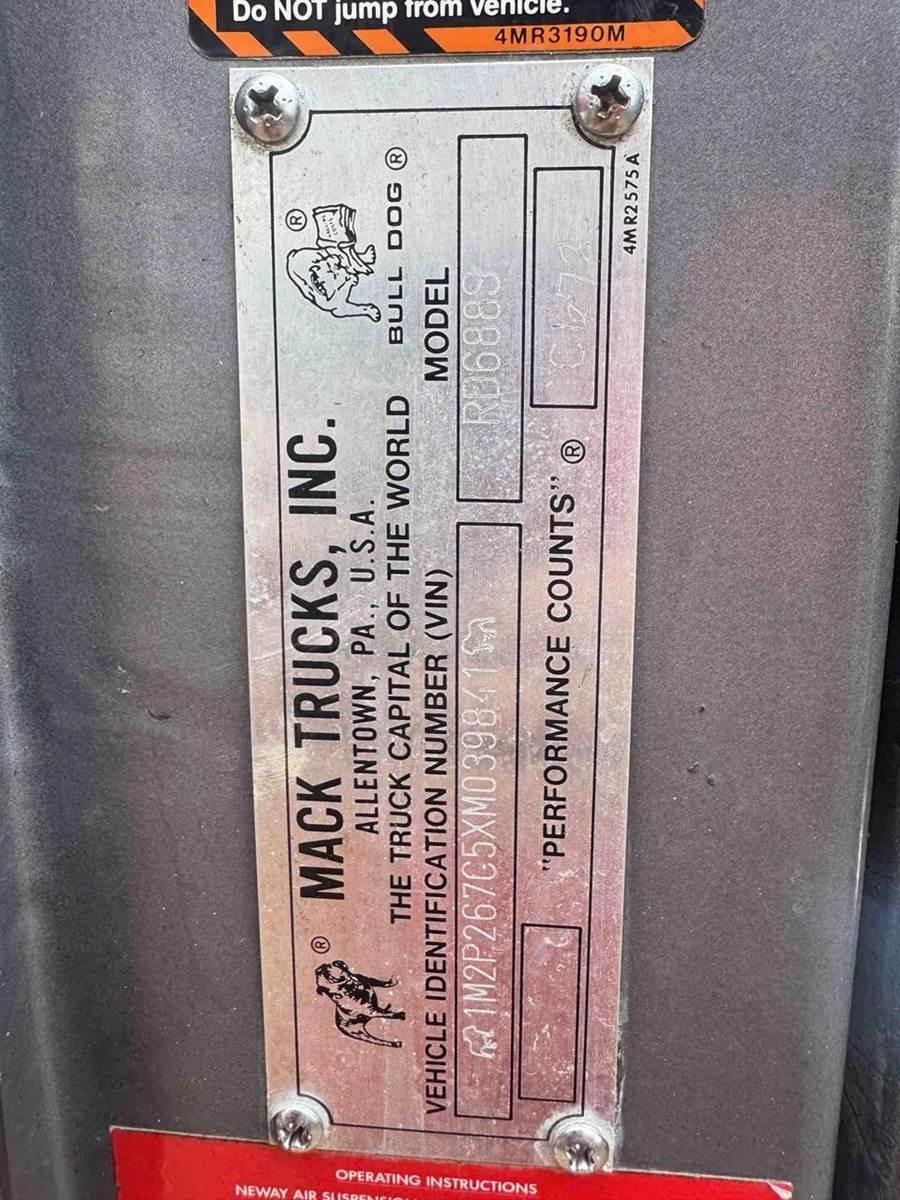 Do NOT jump from vehicle.
4MR3190M
MACK TRUCKS, INC.
ALLENTOWN, PA., U.S.A.
THE TRUCK CAPITAL OF THE WORLD
BULL DOG ®
VEHICLE IDENTIFICATION NUMBER (VIN)
MODEL
1M2P267C5XM039841
RD688S
"PERFORMANCE COUNTS" ®
4MR2575A
OPERATING INSTRUCTIONS
NEWAY AIR